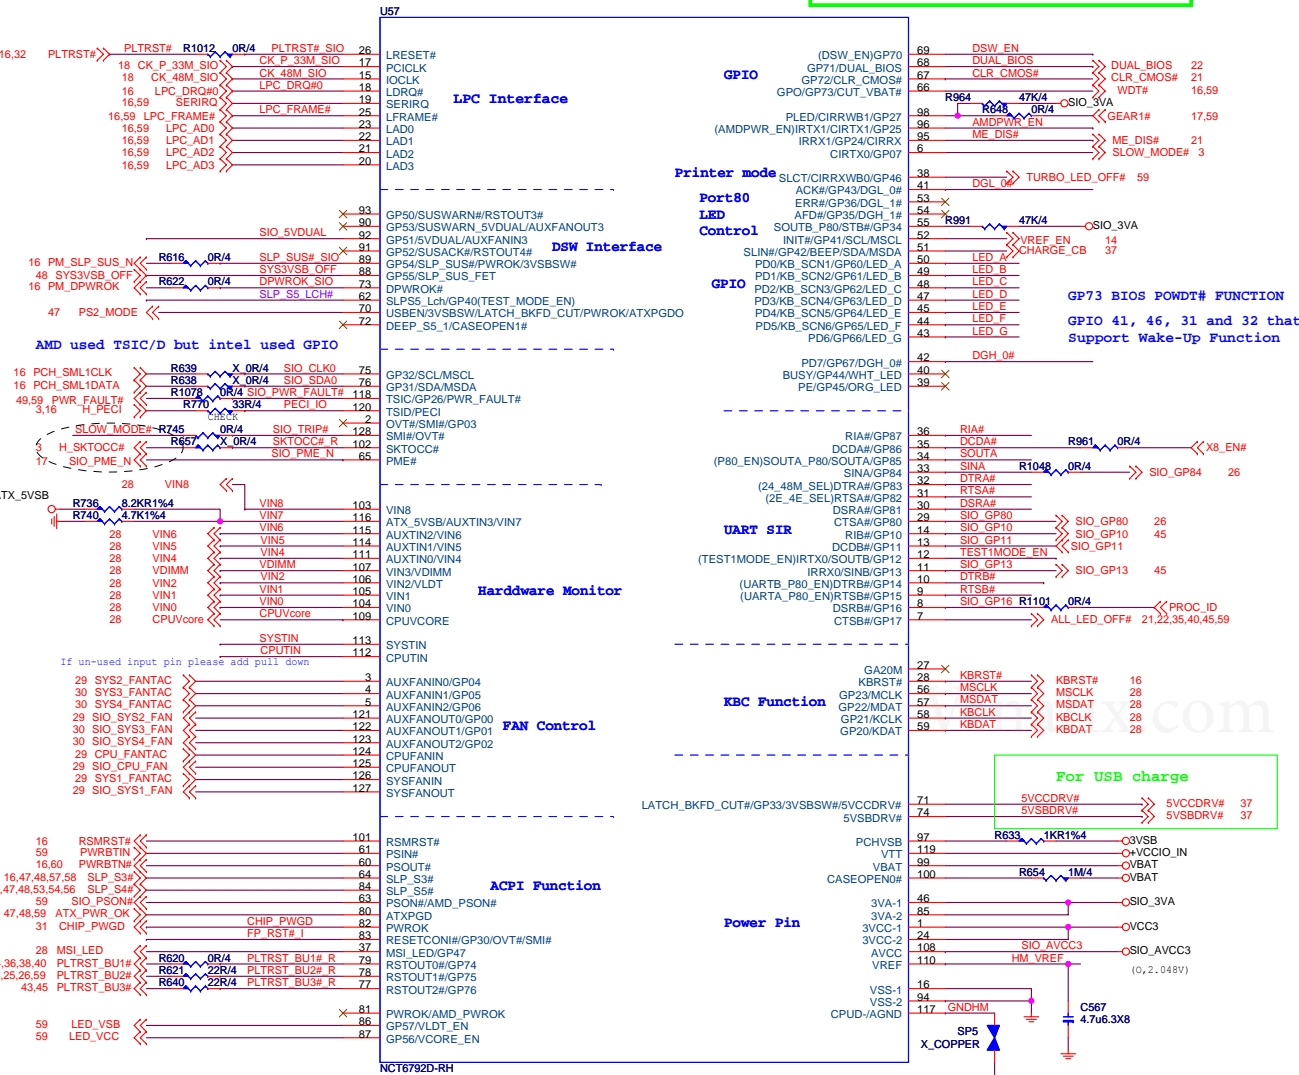 U57
16,32 PLTRST# PLTRST# R1012 0R/4 PLTRST#_SIO 26 LRESET#
18 CK_P_33M_SIO CK_P_33M_SIO 17 PCICLK
18 CK_48M_SIO CK_48M_SIO 15 IOCLK
16 LPC_DRQ#0 LPC_DRQ#0 18 LDRQ#
16,59 SERIRQ 19 SERIRQ
16,59 LPC_FRAME# LPC_FRAME# 25 LFRAME#
16,59 LPC_AD0 23 LAD0
16,59 LPC_AD1 22 LAD1
16,59 LPC_AD2 21 LAD2
16,59 LPC_AD3 20 LAD3
LPC Interface
93 GP50/SUSWARN#/RSTOUT3#
90 GP53/SUSWARN_5VDUAL/AUXFANOUT3
SIO_5VDUAL 92 GP51/5VDUAL/AUXFANIN3
91 GP52/SUSACK#/RSTOUT4#
16 PM_SLP_SUS_N R616 0R/4 SLP_SUS#_SIO 89 GP54/SLP_SUS#/PWROK/3VSBSW#
48 SYS3VSB_OFF SYS3VSB_OFF 88 GP55/SLP_SUS_FET
16 PM_DPWROK R622 0R/4 DPWROK_SIO 73 DPWROK#
SLP_S5_LCH# 62 SLPS5_Lch/GP40(TEST_MODE_EN)
47 PS2_MODE 70 USBEN/3VSBSW/LATCH_BKFD_CUT/PWROK/ATXPGDO
72 DEEP_S5_1/CASEOPEN1#
DSW Interface
AMD used TSIC/D but intel used GPIO
16 PCH_SML1CLK R639 X_0R/4 SIO_CLK0 75 GP32/SCL/MSCL
16 PCH_SML1DATA R638 X_0R/4 SIO_SDA0 76 GP31/SDA/MSDA
49,59 PWR_FAULT# R1078 0R/4 SIO_PWR_FAULT# 118 TSIC/GP26/PWR_FAULT#
3,16 H_PECI R770 33R/4 PECI_IO 120 TSID/PECI
CHECK
2 OVT#/SMI#/GP03
SLOW_MODE# R745 0R/4 SIO_TRIP# 128 SMI#/OVT#
3 H_SKTOCC# R657 X_0R/4 SKTOCC#_R 102 SKTOCC#
17 SIO_PME_N SIO_PME_N 65 PME#
28 VIN8
ATX_5VSB
R736 8.2KR1%4 VIN8 103 VIN8
R740 4.7K1%4 VIN7 116 ATX_5VSB/AUXTIN3/VIN7
28 VIN6 VIN6 115 AUXTIN2/VIN6
28 VIN5 VIN5 114 AUXTIN1/VIN5
28 VIN4 VIN4 111 AUXTIN0/VIN4
28 VDIMM VDIMM 107 VIN3/VDIMM
28 VIN2 VIN2 106 VIN2/VLDT
28 VIN1 VIN1 105 VIN1
28 VIN0 VIN0 104 VIN0
28 CPUVcore CPUVcore 109 CPUVCORE
Harddware Monitor
SYSTIN 113 SYSTIN
CPUTIN 112 CPUTIN
If un-used input pin please add pull down
29 SYS2_FANTAC 3 AUXFANIN0/GP04
30 SYS3_FANTAC 4 AUXFANIN1/GP05
30 SYS4_FANTAC 5 AUXFANIN2/GP06
29 SIO_SYS2_FAN 121 AUXFANOUT0/GP00
30 SIO_SYS3_FAN 122 AUXFANOUT1/GP01
30 SIO_SYS4_FAN 123 AUXFANOUT2/GP02
29 CPU_FANTAC 124 CPUFANIN
29 SIO_CPU_FAN 125 CPUFANOUT
29 SYS1_FANTAC 126 SYSFANIN
29 SIO_SYS1_FAN 127 SYSFANOUT
FAN Control
16 RSMRST# 101 RSMRST#
59 PWRBTIN 61 PSIN#
16,60 PWRBTN# 60 PSOUT#
16,47,48,57,58 SLP_S3# 64 SLP_S3#
,47,48,53,54,56 SLP_S4# 84 SLP_S5#
59 SIO_PSON# 63 PSON#/AMD_PSON#
47,48,59 ATX_PWR_OK 80 ATXPGD
31 CHIP_PWGD CHIP_PWGD 82 PWROK
FP_RST#_I 83 RESETCONI#/GP30/OVT#/SMI#
28 MSI_LED 37 MSI_LED/GP47
,36,38,40 PLTRST_BU1# R620 0R/4 PLTRST_BU1#_R 79 RSTOUT0#/GP74
,25,26,59 PLTRST_BU2# R621 22R/4 PLTRST_BU2#_R 78 RSTOUT1#/GP75
43,45 PLTRST_BU3# R640 22R/4 PLTRST_BU3#_R 77 RSTOUT2#/GP76
81 PWROK/AMD_PWROK
59 LED_VSB 86 GP57/VLDT_EN
59 LED_VCC 87 GP56/VCORE_EN
ACPI Function
NCT6792D-RH
GPIO
(DSW_EN)GP70 69 DSW_EN
GP71/DUAL_BIOS 68 DUAL_BIOS DUAL_BIOS 22
GP72/CLR_CMOS# 67 CLR_CMOS# CLR_CMOS# 21
GPO/GP73/CUT_VBAT# 66 WDT# 16,59
R964 47K/4 SIO_3VA
PLED/CIRRWB1/GP27 98 R648 0R/4 GEAR1# 17,59
(AMDPWR_EN)IRTX1/CIRTX1/GP25 96 AMDPWR_EN
IRRX1/GP24/CIRRX 95 ME_DIS# ME_DIS# 21
CIRTX0/GP07 6 SLOW_MODE# 3
Printer mode
SLCT/CIRRXWB0/GP46 38 TURBO_LED_OFF# 59
ACK#/GP43/DGL_0# 41 DGL_0#
Port80
LED
Control
ERR#/GP36/DGL_1# 53
AFD#/GP35/DGH_1# 54
SOUTB_P80/STB#/GP34 55 R991 47K/4 SIO_3VA
INIT#/GP41/SCL/MSCL 52 VREF_EN 14
SLIN#/GP42/BEEP/SDA/MSDA 51 CHARGE_CB 37
GPIO
PD0/KB_SCN1/GP60/LED_A 50 LED_A
PD1/KB_SCN2/GP61/LED_B 49 LED_B
PD2/KB_SCN3/GP62/LED_C 48 LED_C
PD3/KB_SCN4/GP63/LED_D 47 LED_D
PD4/KB_SCN5/GP64/LED_E 45 LED_E
PD5/KB_SCN6/GP65/LED_F 44 LED_F
PD6/GP66/LED_G 43 LED_G
GP73 BIOS POWDT# FUNCTION
GPIO 41, 46, 31 and 32 that
Support Wake-Up Function
PD7/GP67/DGH_0# 42 DGH_0#
BUSY/GP44/WHT_LED 40
PE/GP45/ORG_LED 39
RIA#/GP87 36 RIA#
DCDA#/GP86 35 DCDA# R961 0R/4 X8_EN#
(P80_EN)SOUTA_P80/SOUTA/GP85 34 SOUTA
SINA/GP84 33 SINA R1048 0R/4 SIO_GP84 26
(24_48M_SEL)DTRA#/GP83 32 DTRA#
(2E_4E_SEL)RTSA#/GP82 31 RTSA#
DSRA#/GP81 30 DSRA#
CTSA#/GP80 29 SIO_GP80 SIO_GP80 26
RIB#/GP10 14 SIO_GP10 SIO_GP10 45
DCDB#/GP11 13 SIO_GP11 SIO_GP11
(TEST1MODE_EN)IRTX0/SOUTB/GP12 12 TEST1MODE_EN
IRRX0/SINB/GP13 11 SIO_GP13 SIO_GP13 45
(UARTB_P80_EN)DTRB#/GP14 10 DTRB#
(UARTA_P80_EN)RTSB#/GP15 9 RTSB#
DSRB#/GP16 8 SIO_GP16 R1101 0R/4 PROC_ID
CTSB#/GP17 7 ALL_LED_OFF# 21,22,35,40,45,59
UART SIR
GA20M 27
KBRST# 28 KBRST# KBRST# 16
GP23/MCLK 56 MSCLK MSCLK 28
GP22/MDAT 57 MSDAT MSDAT 28
GP21/KCLK 58 KBCLK KBCLK 28
GP20/KDAT 59 KBDAT KBDAT 28
KBC Function
For USB charge
LATCH_BKFD_CUT#/GP33/3VSBSW#/5VCCDRV# 71 5VCCDRV# 5VCCDRV# 37
5VSBDRV# 74 5VSBDRV# 5VSBDRV# 37
PCHVSB 97 R633 1KR1%4 3VSB
VTT 119 +VCCIO_IN
VBAT 99 VBAT
CASEOPEN0# 100 R654 1M/4 VBAT
Power Pin
3VA-1 46 SIO_3VA
3VA-2 85
3VCC-1 1 VCC3
3VCC-2 24
AVCC 108 SIO_AVCC3 SIO_AVCC3
VREF 110 HM_VREF
(O,2.048V)
VSS-1 16
VSS-2 94
CPUD-/AGND 117 GNDHM
C567
4.7u6.3X8
SP5
X_COPPER